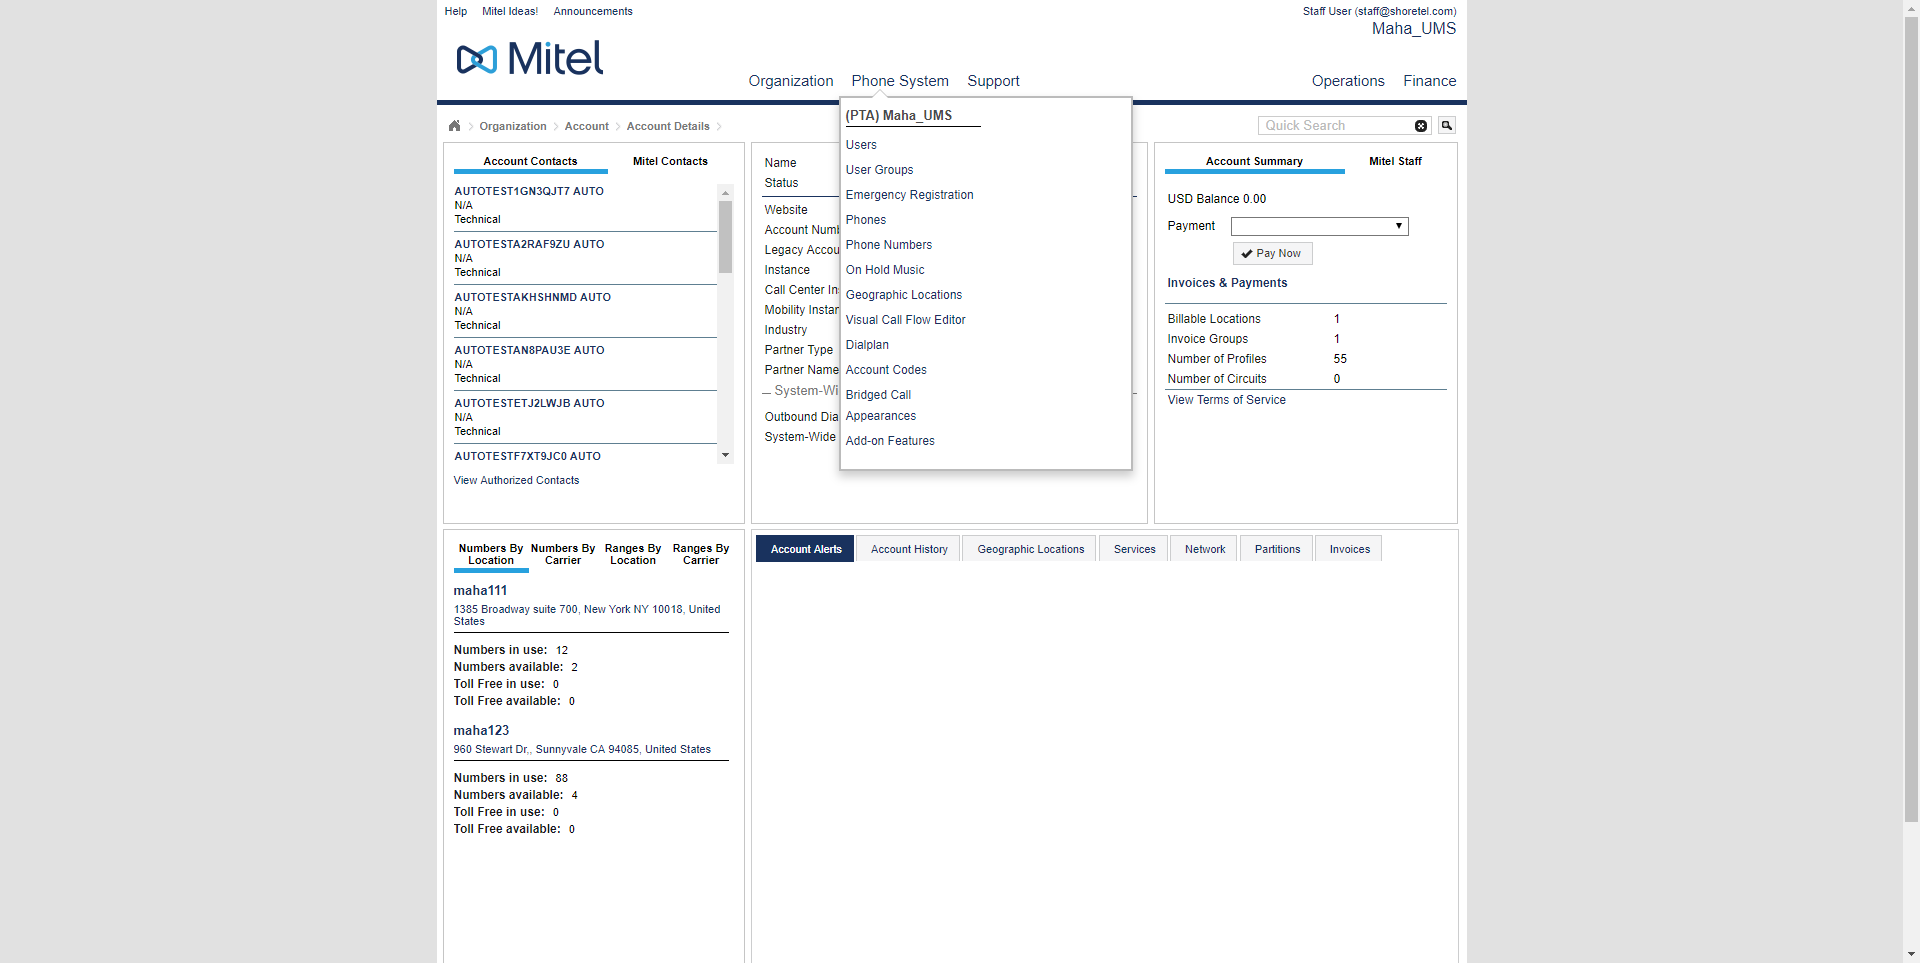 Help Mitel Ideas! Announcements
Staff User (staff@shoretel.com)
Maha_UMS
Mitel
Organization Phone System Support
Operations Finance
Organization Account Account Details
Quick Search
(PTA) Maha_UMS
Users
User Groups
Emergency Registration
Phones
Phone Numbers
On Hold Music
Geographic Locations
Visual Call Flow Editor
Dialplan
Account Codes
Bridged Call
Appearances
Add-on Features
Account Contacts Mitel Contacts
AUTOTEST1GN3QJT7 AUTO
N/A
Technical
AUTOTESTA2RAF9ZU AUTO
N/A
Technical
AUTOTESTAKHSHNMD AUTO
N/A
Technical
AUTOTESTAN8PAU3E AUTO
N/A
Technical
AUTOTESTETJ2LWJB AUTO
N/A
Technical
AUTOTESTF7XT9JC0 AUTO
View Authorized Contacts
Name
Status
Website
Account Numb
Legacy Accou
Instance
Call Center In
Mobility Instan
Industry
Partner Type
Partner Name
System-Wi
Outbound Dia
System-Wide
Account Summary Mitel Staff
USD Balance 0.00
Payment
Pay Now
Invoices & Payments
Billable Locations 1
Invoice Groups 1
Number of Profiles 55
Number of Circuits 0
View Terms of Service
Numbers By Location Numbers By Carrier Ranges By Location Ranges By Carrier
maha111
1385 Broadway suite 700, New York NY 10018, United
States
Numbers in use: 12
Numbers available: 2
Toll Free in use: 0
Toll Free available: 0
maha123
960 Stewart Dr,, Sunnyvale CA 94085, United States
Numbers in use: 88
Numbers available: 4
Toll Free in use: 0
Toll Free available: 0
Account Alerts Account History Geographic Locations Services Network Partitions Invoices